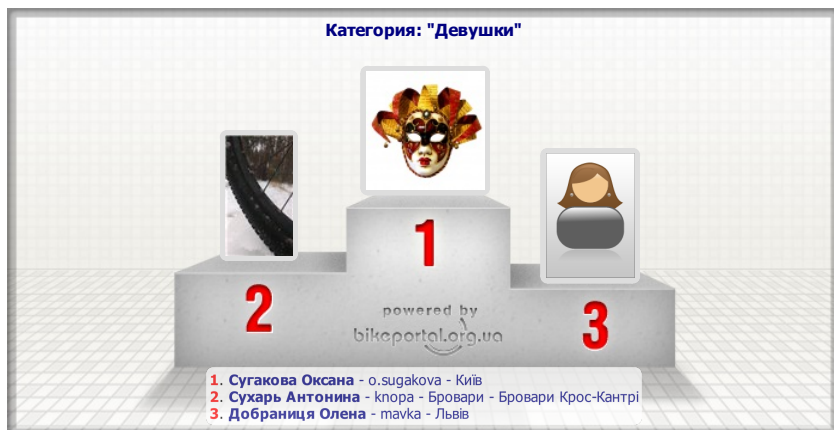 Категория: "Девушки"
1
2
3
powered by
bikeportal.org.ua
1. Сугакова Оксана - o.sugakova - Київ
2. Сухарь Антонина - knopa - Бровари - Бровари Крос-Кантрі
3. Добраниця Олена - mavka - Львів